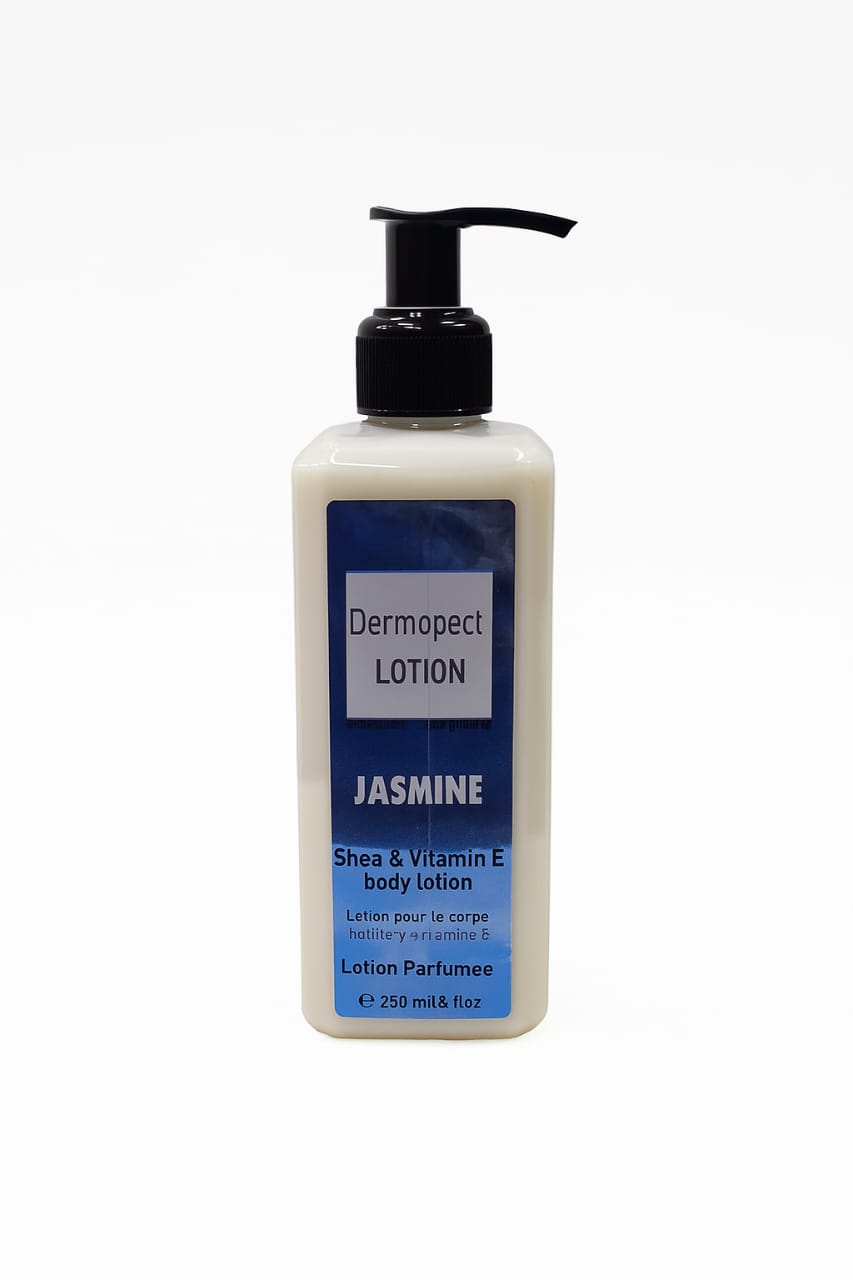 Dermopect
LOTION
JASMINE
Shea & Vitamin E
body lotion
Letion pour le corpe
Lotion Parfumee
℮ 250 mil& floz